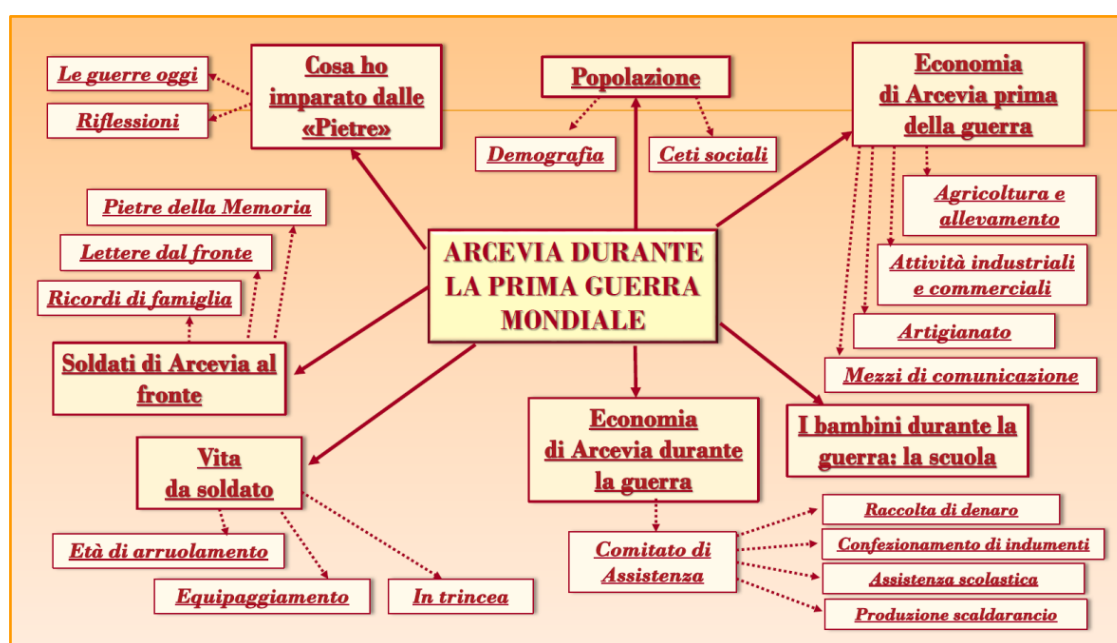 Le guerre oggi
Riflessioni
Cosa ho
imparato dalle
«Pietre»
Popolazione
Demografia
Ceti sociali
Economia
di Arcevia prima
della guerra
Agricoltura e
allevamento
Attività industriali
e commerciali
Artigianato
Mezzi di comunicazione
Pietre della Memoria
Lettere dal fronte
Ricordi di famiglia
Soldati di Arcevia al
fronte
ARCEVIA DURANTE
LA PRIMA GUERRA
MONDIALE
Vita
da soldato
Età di arruolamento
Equipaggiamento
In trincea
Economia
di Arcevia durante
la guerra
Comitato di
Assistenza
I bambini durante la
guerra: la scuola
Raccolta di denaro
Confezionamento di indumenti
Assistenza scolastica
Produzione scaldarancio